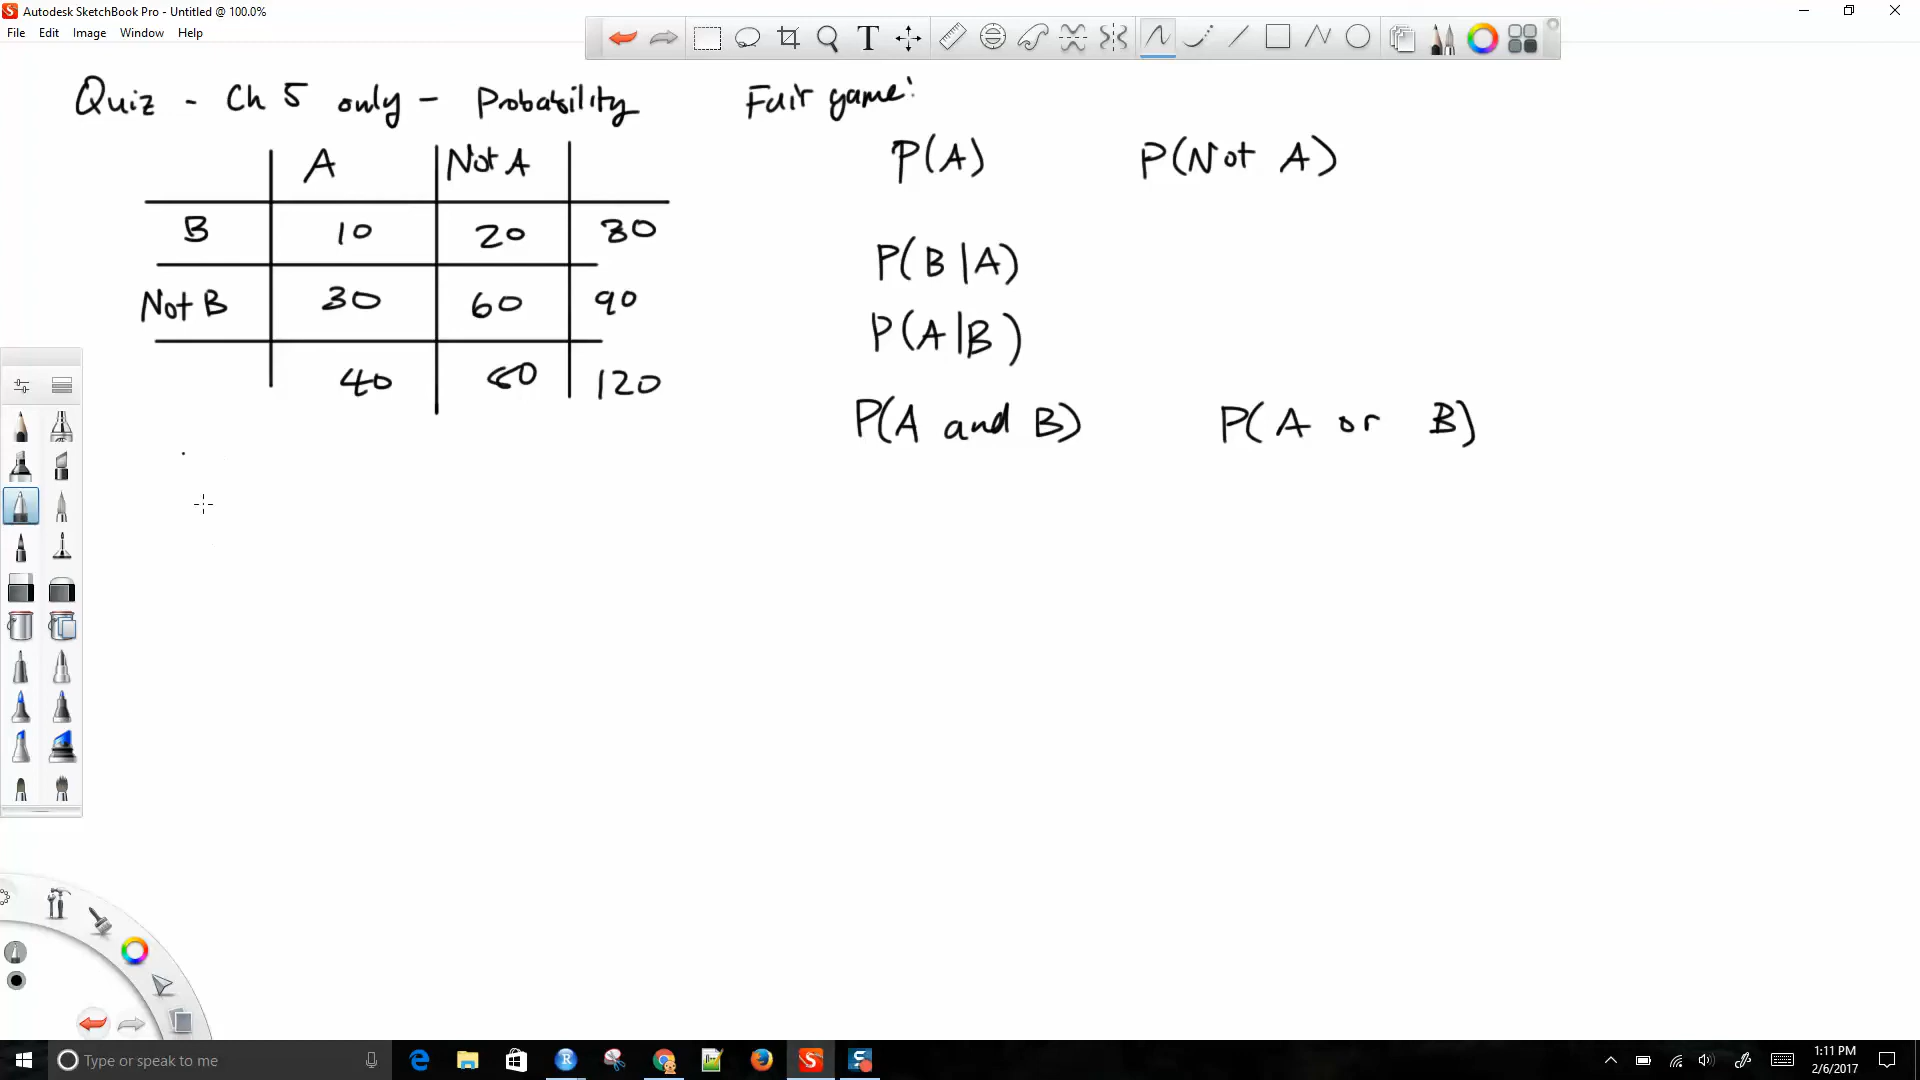 Autodesk SketchBook Pro - Untitled @ 100.0%
File Edit Image Window Help
T
Quiz - Ch 5 only - Probability
Fair game:
A Not A
B 10 20 30
Not B 30 60 90
40 80 120
P(A) P(Not A)
P(B|A)
P(A|B)
P(A and B) P(A or B)
Type or speak to me
1:11 PM
2/6/2017